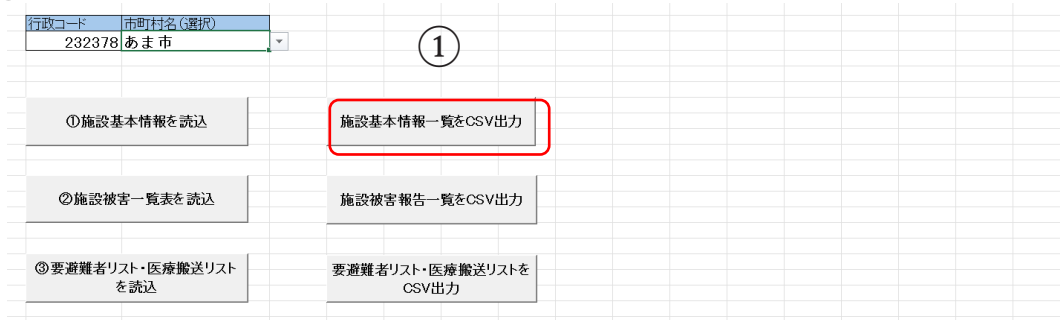 行政コード 市町村名(選択)
232378 あま市
①
①施設基本情報を読込 施設基本情報一覧をCSV出力
②施設被害一覧表を読込 施設被害報告一覧をCSV出力
③要避難者リスト・医療搬送リスト
を読込
要避難者リスト・医療搬送リストを
CSV出力